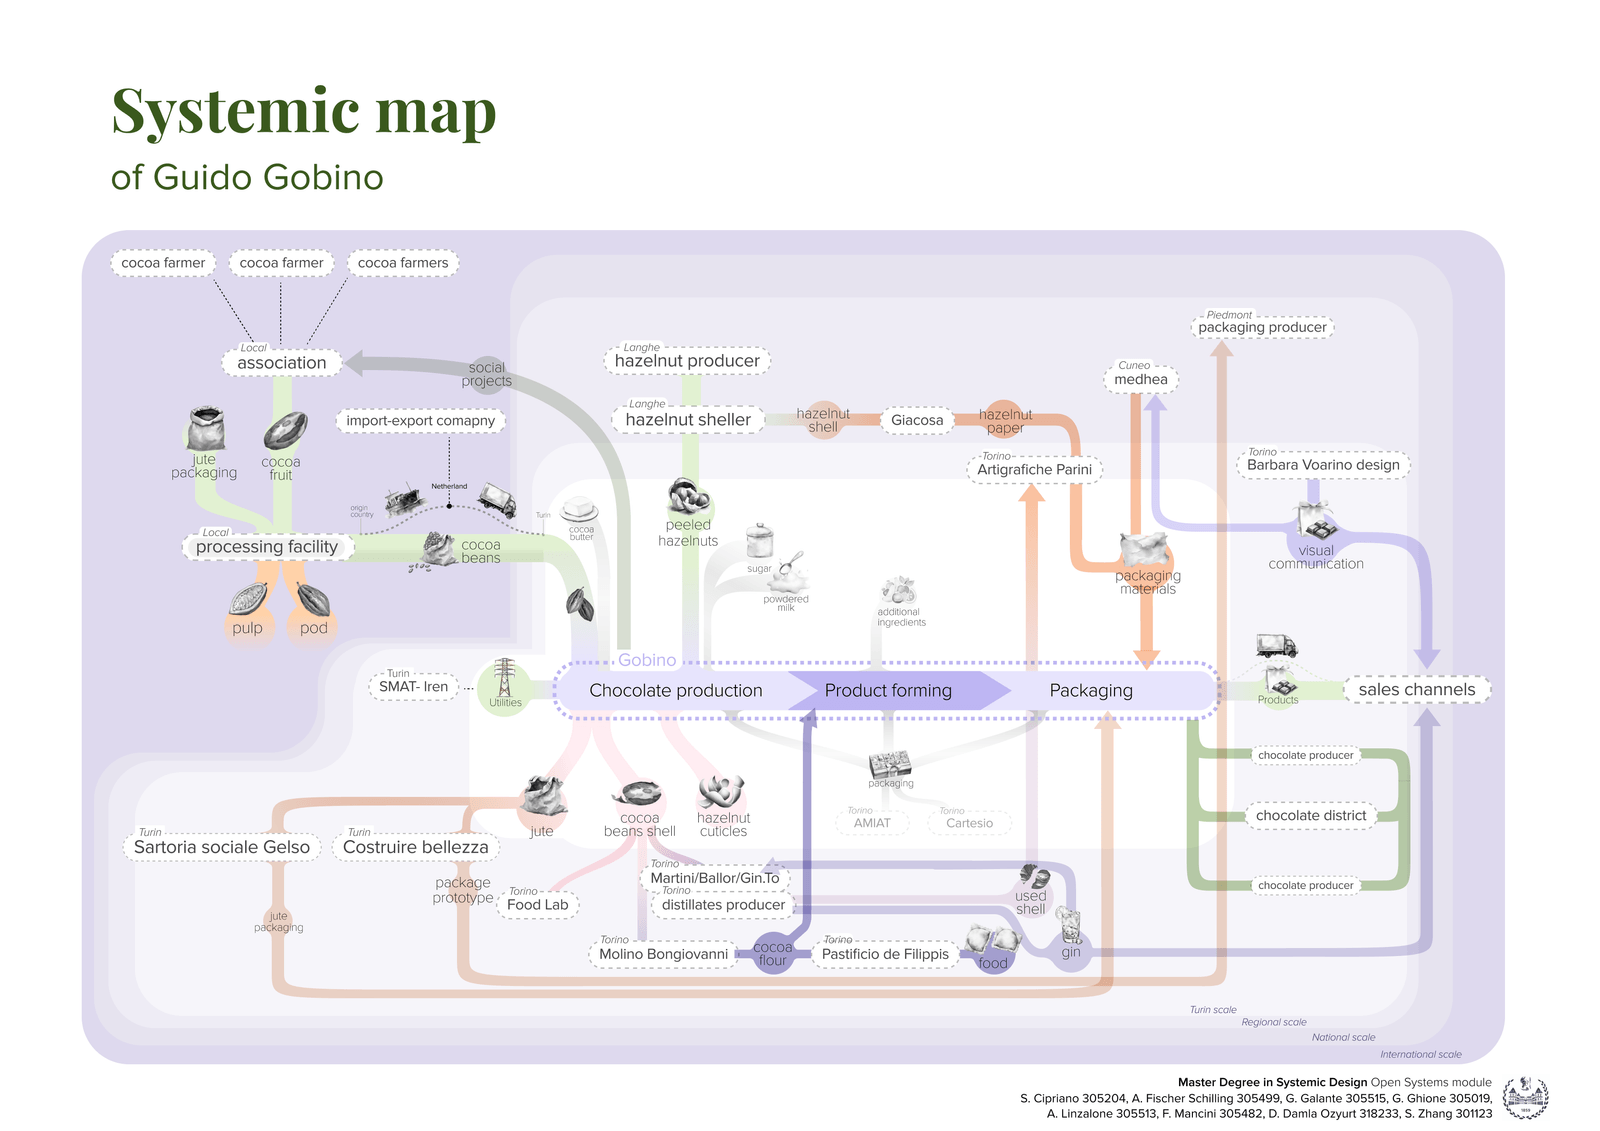 Systemic map
of Guido Gobino
cocoa farmer
cocoa farmer
cocoa farmers
Local
association
social
projects
jute
packaging
cocoa
fruit
import-export comapny
Netherland
origin
country
Turin
Local
processing facility
cocoa
beans
cocoa
butter
pulp
pod
Langhe
hazelnut producer
Langhe
hazelnut sheller
hazelnut
shell
Giacosa
hazelnut
paper
Torino
Artigrafiche Parini
Piedmont
packaging producer
Cuneo
medhea
Torino
Barbara Voarino design
visual
communication
peeled
hazelnuts
sugar
powdered
milk
additional
ingredients
packaging
materials
Turin
SMAT- Iren
Utilities
Gobino
Chocolate production
Product forming
Packaging
Products
sales channels
chocolate producer
chocolate district
chocolate producer
packaging
Torino
AMIAT
Torino
Cartesio
jute
cocoa
beans shell
hazelnut
cuticles
Turin
Sartoria sociale Gelso
Turin
Costruire bellezza
jute
packaging
package
prototype
Torino
Food Lab
Torino
Martini/Ballor/Gin.To
Torino
distillates producer
used
shell
Torino
Molino Bongiovanni
cocoa
flour
Torino
Pastificio de Filippis
food
gin
Turin scale
Regional scale
National scale
International scale
Master Degree in Systemic Design Open Systems module
S. Cipriano 305204, A. Fischer Schilling 305499, G. Galante 305515, G. Ghione 305019,
A. Linzalone 305513, F. Mancini 305482, D. Damla Ozyurt 318233, S. Zhang 301123
1859